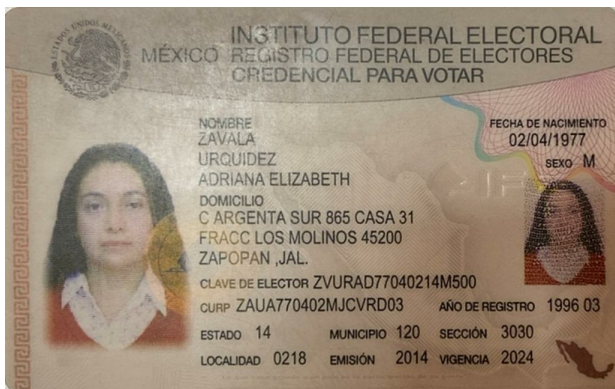 ESTADOS UNIDOS MEXICANOS
INSTITUTO FEDERAL ELECTORAL
MÉXICO REGISTRO FEDERAL DE ELECTORES
CREDENCIAL PARA VOTAR
NOMBRE
ZAVALA
URQUIDEZ
ADRIANA ELIZABETH
FECHA DE NACIMIENTO
02/04/1977
SEXO M
DOMICILIO
C ARGENTA SUR 865 CASA 31
FRACC LOS MOLINOS 45200
ZAPOPAN ,JAL.
CLAVE DE ELECTOR ZVURAD77040214M500
CURP ZAUA770402MJCVRD03 AÑO DE REGISTRO 1996 03
ESTADO 14 MUNICIPIO 120 SECCIÓN 3030
LOCALIDAD 0218 EMISIÓN 2014 VIGENCIA 2024